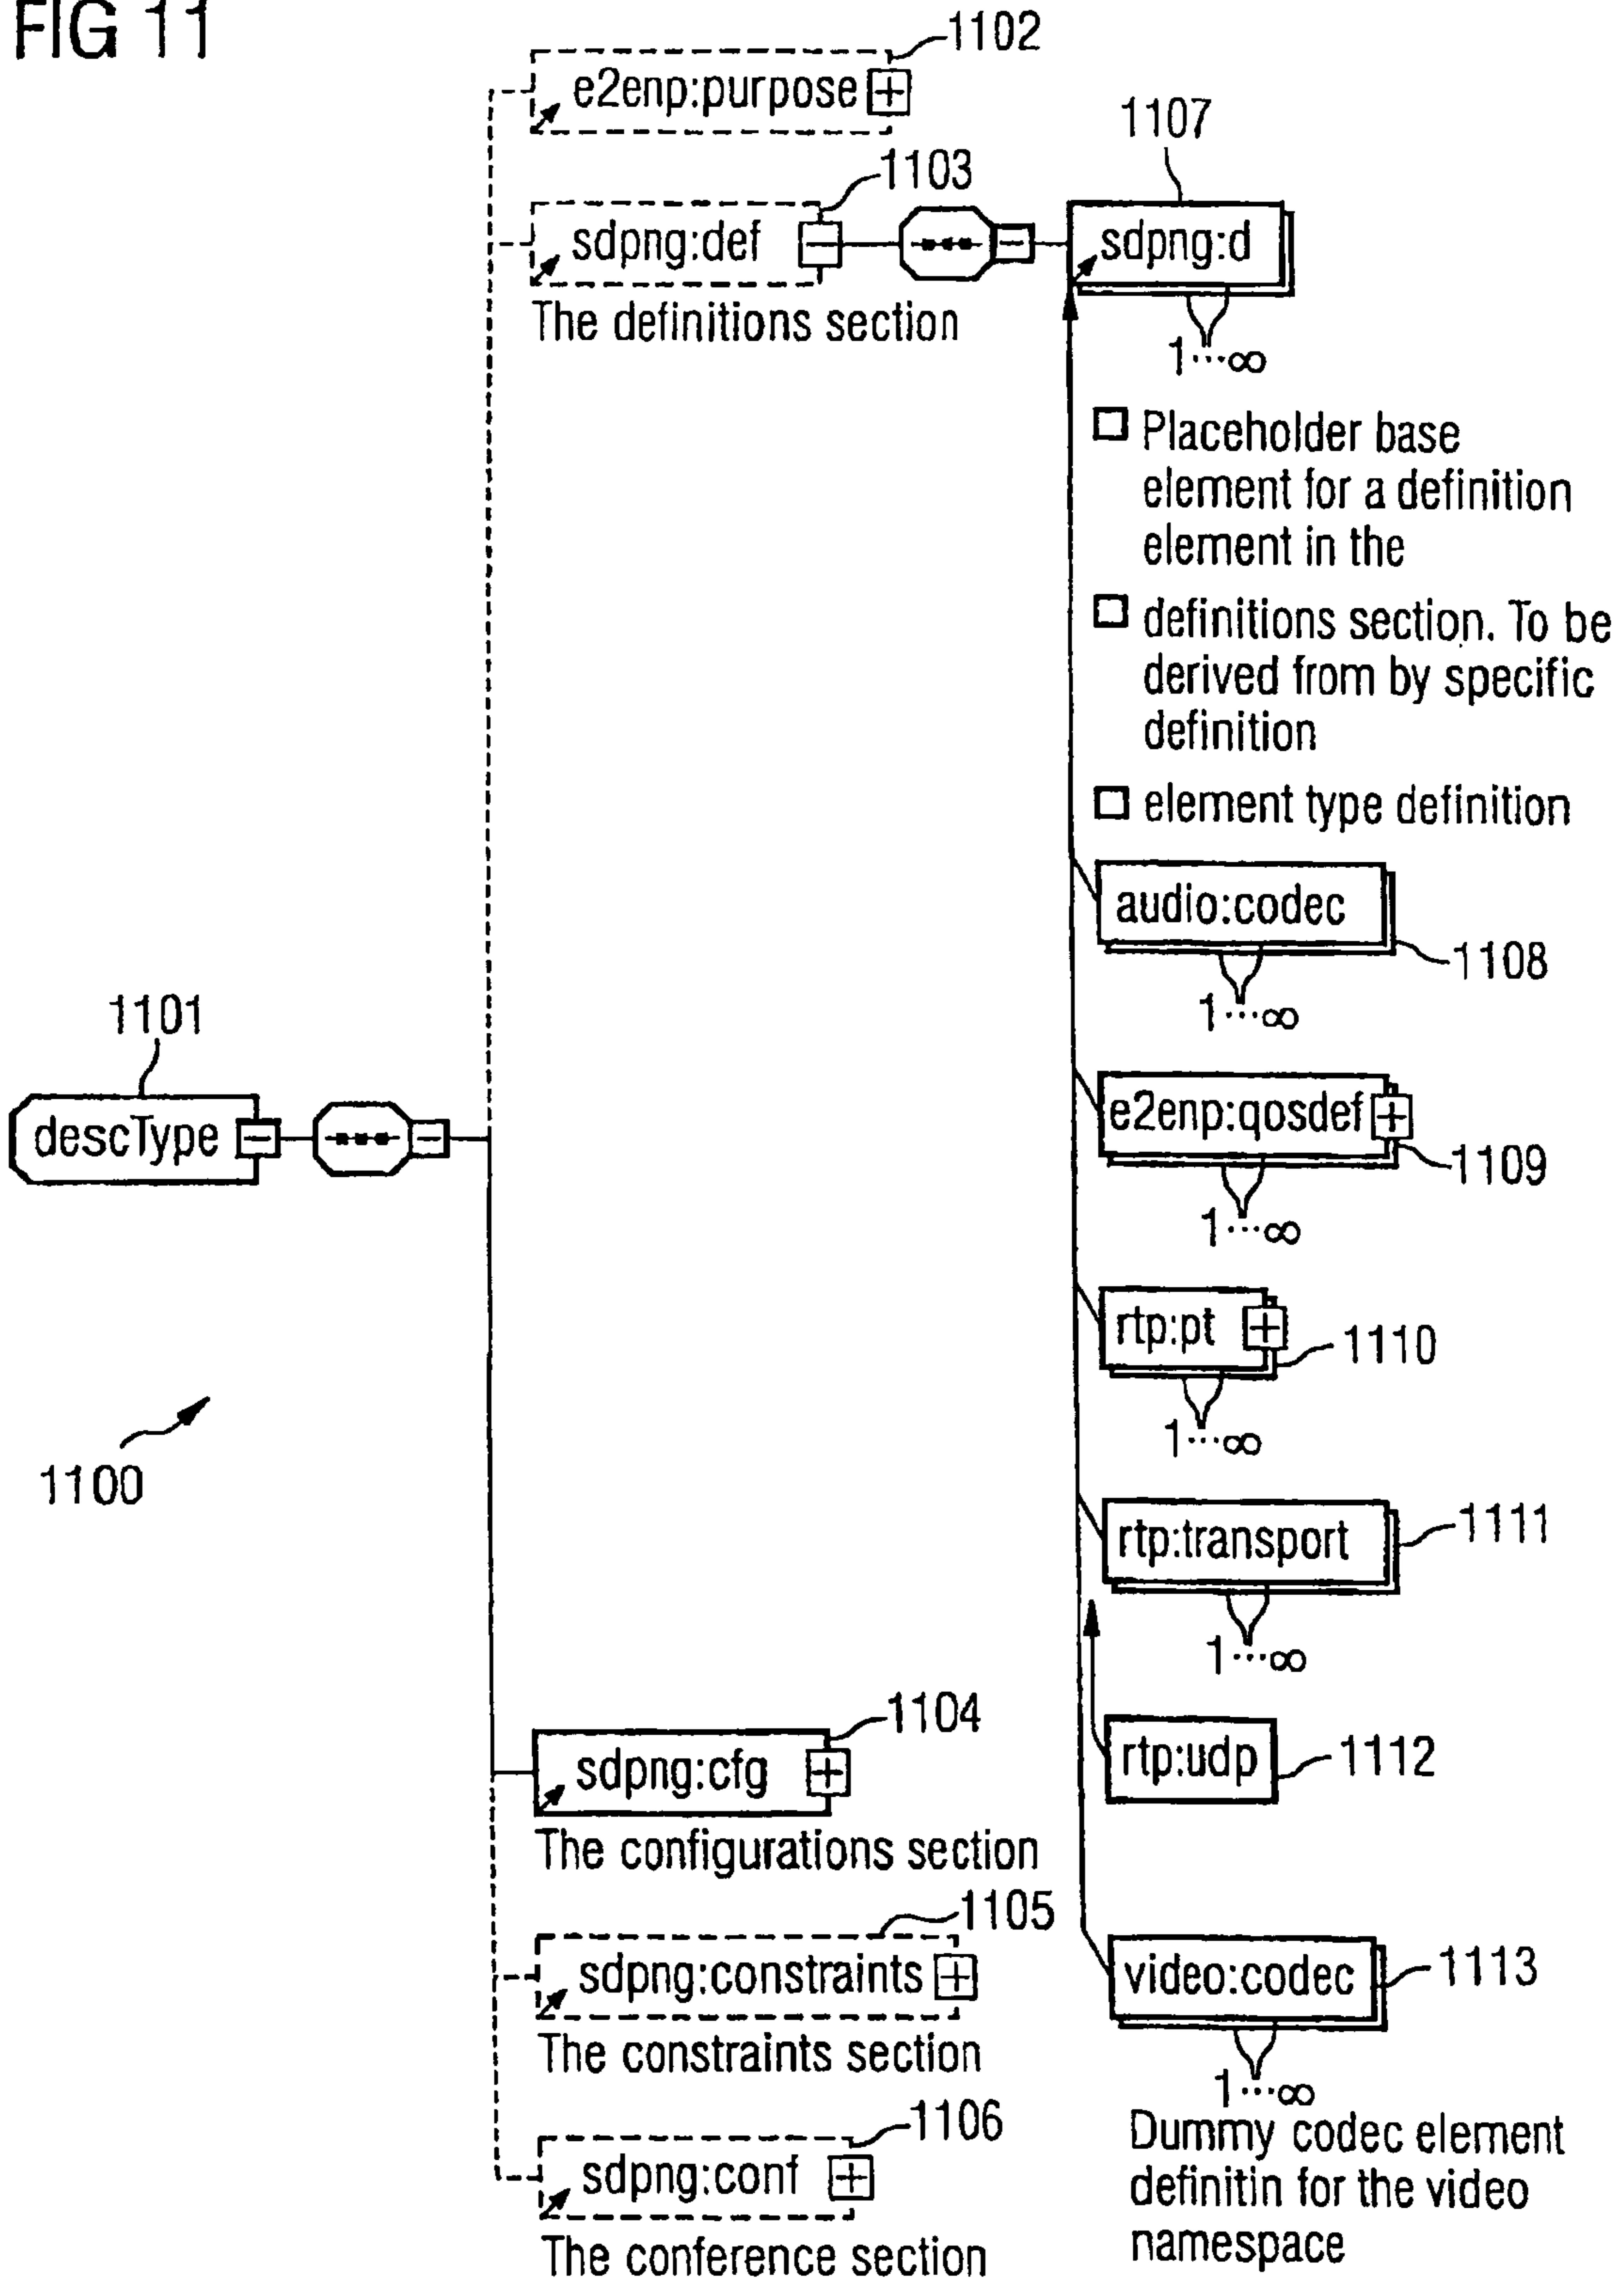 FIG 11
1102
e2enp:purpose
1103
sdpng:def
The definitions section
1107
sdpng:d
1···∞
Placeholder base
element for a definition
element in the
definitions section. To be
derived from by specific
definition
element type definition
audio:codec
1108
1···∞
1101
descType
e2enp:qosdef
1109
1···∞
rtp:pt
1110
1···∞
1100
rtp:transport
1111
1···∞
1104
sdpng:cfg
The configurations section
rtp:udp
1112
1105
sdpng:constraints
The constraints section
video:codec
1113
1···∞
Dummy codec element
definitin for the video
namespace
1106
sdpng:conf
The conference section